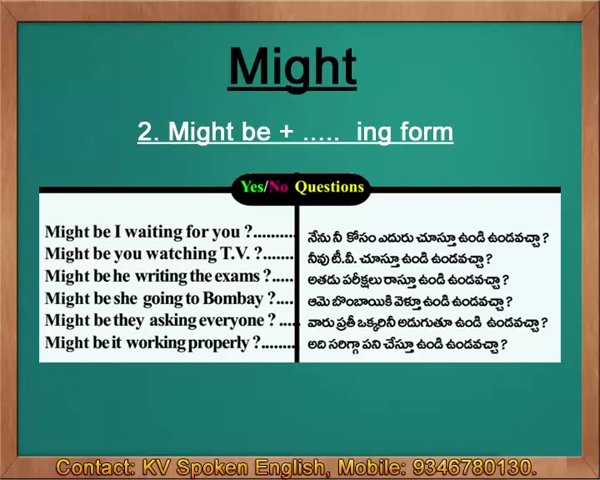 Might
2. Might be + ..... ing form
Yes/No Questions
Might be I waiting for you ?.......... నేను నీ కోసం ఎదురు చూస్తూ ఉండి ఉండవచ్చా ?
Might be you watching T.V. ?....... నీవు టీ.వీ. చూస్తూ ఉండి ఉండవచ్చా ?
Might be he writing the exams ?..... అతడు పరీక్షలు రాస్తూ ఉండి ఉండవచ్చా ?
Might be she going to Bombay ?.... ఆమె బొంబాయికి వెళ్తూ ఉండి ఉండవచ్చా ?
Might be they asking everyone ? ..... వారు ప్రతీ ఒక్కరినీ అడుగుతూ ఉండి ఉండవచ్చా ?
Might be it working properly ?........ అది సరిగ్గా పని చేస్తూ ఉండి ఉండవచ్చా ?
Contact: KV Spoken English, Mobile: 9346780130.